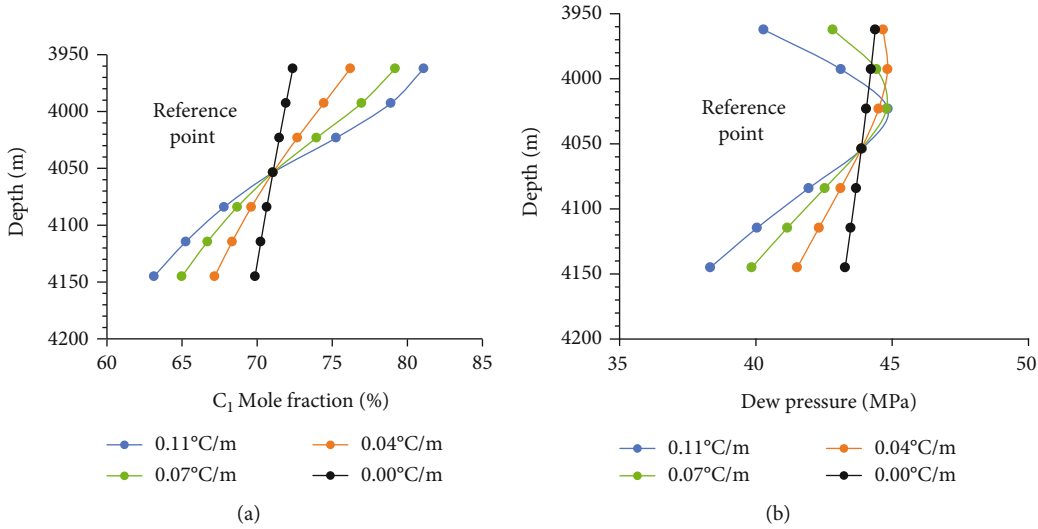 3950
4000
4050
4100
4150
4200
Depth (m)
Reference
point
60
65
70
75
80
85
C₁ Mole fraction (%)
0.11°C/m
0.04°C/m
0.07°C/m
0.00°C/m
(a)
3950
4000
4050
4100
4150
4200
Depth (m)
Reference
point
35
40
45
50
Dew pressure (MPa)
0.11°C/m
0.04°C/m
0.07°C/m
0.00°C/m
(b)